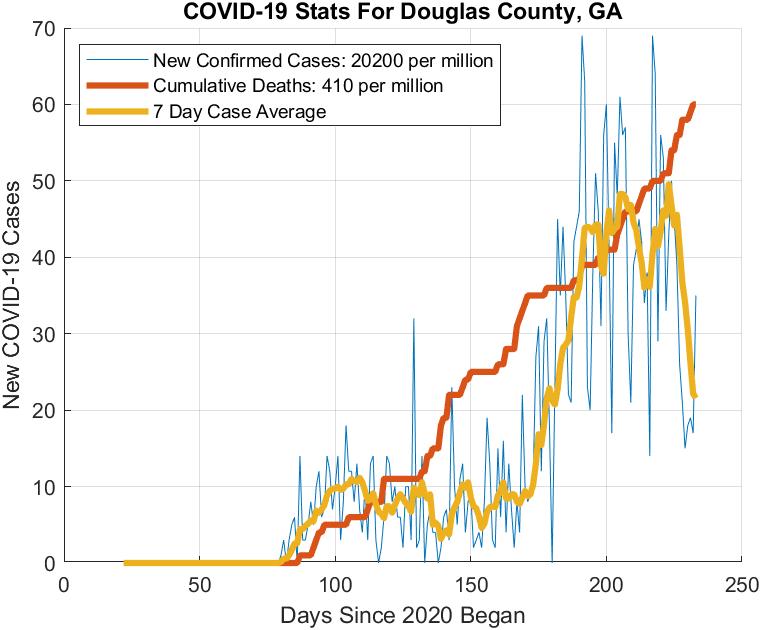 COVID-19 Stats For Douglas County, GA
New Confirmed Cases: 20200 per million
Cumulative Deaths: 410 per million
7 Day Case Average
New COVID-19 Cases
70
60
50
40
30
20
10
0
0 50 100 150 200 250
Days Since 2020 Began